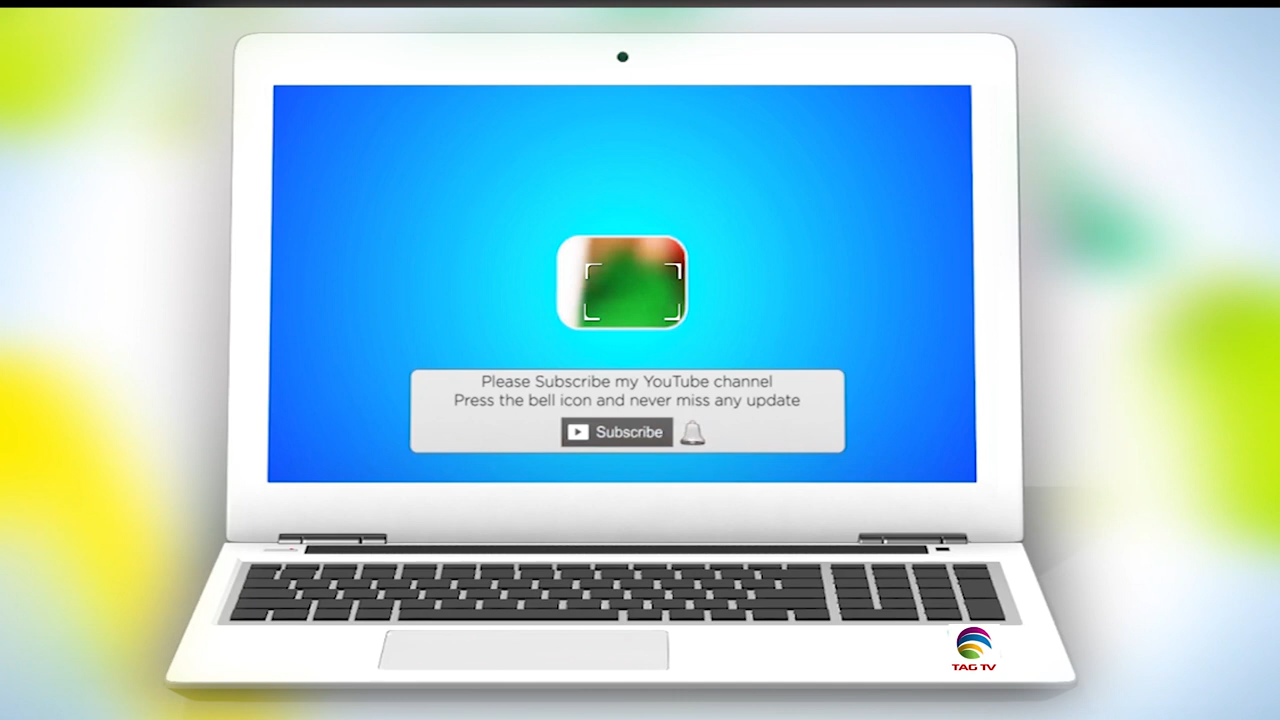 Please Subscribe my YouTube channel
Press the bell icon and never miss any update
Subscribe
TAG TV